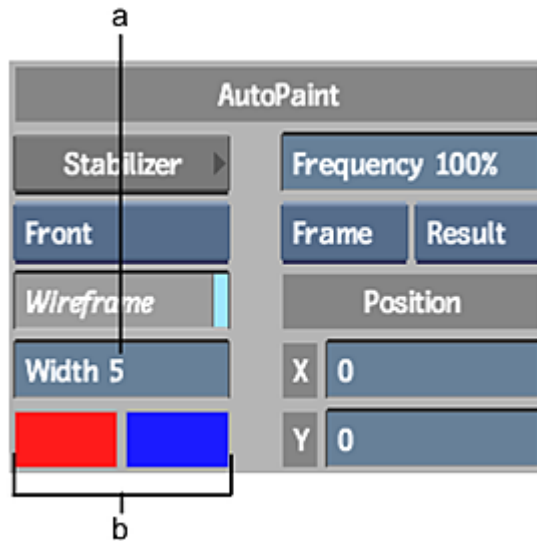 a
AutoPaint
Stabilizer Frequency 100%
Front Frame Result
Wireframe Position
Width 5 X 0
Y 0
b